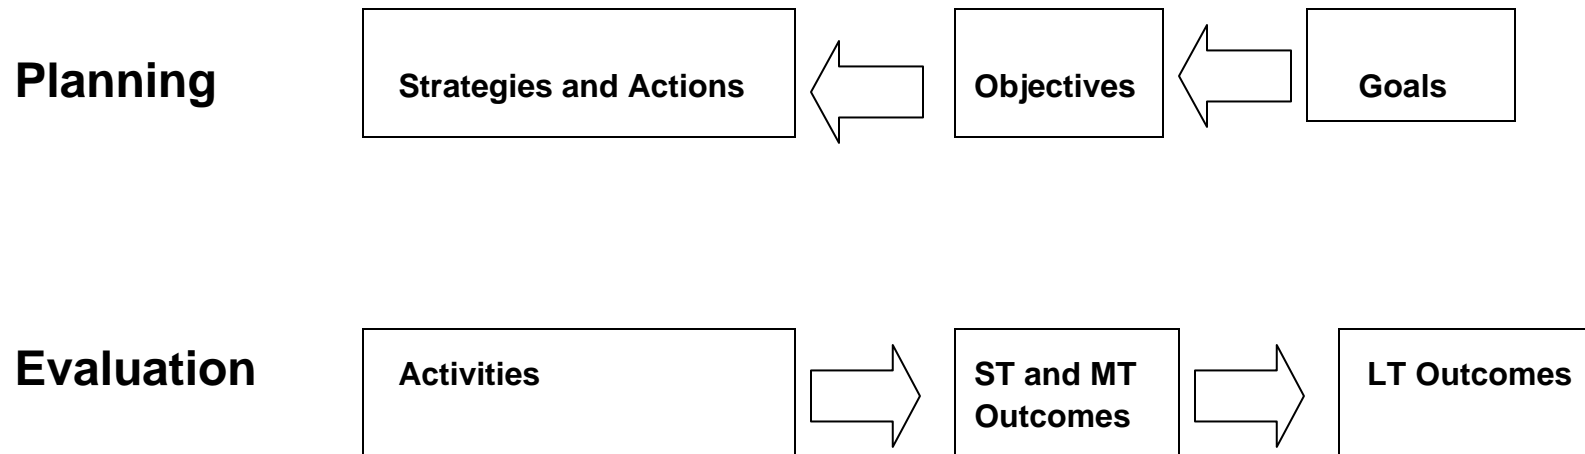 Planning
Strategies and Actions
Objectives
Goals
Evaluation
Activities
ST and MT
Outcomes
LT Outcomes